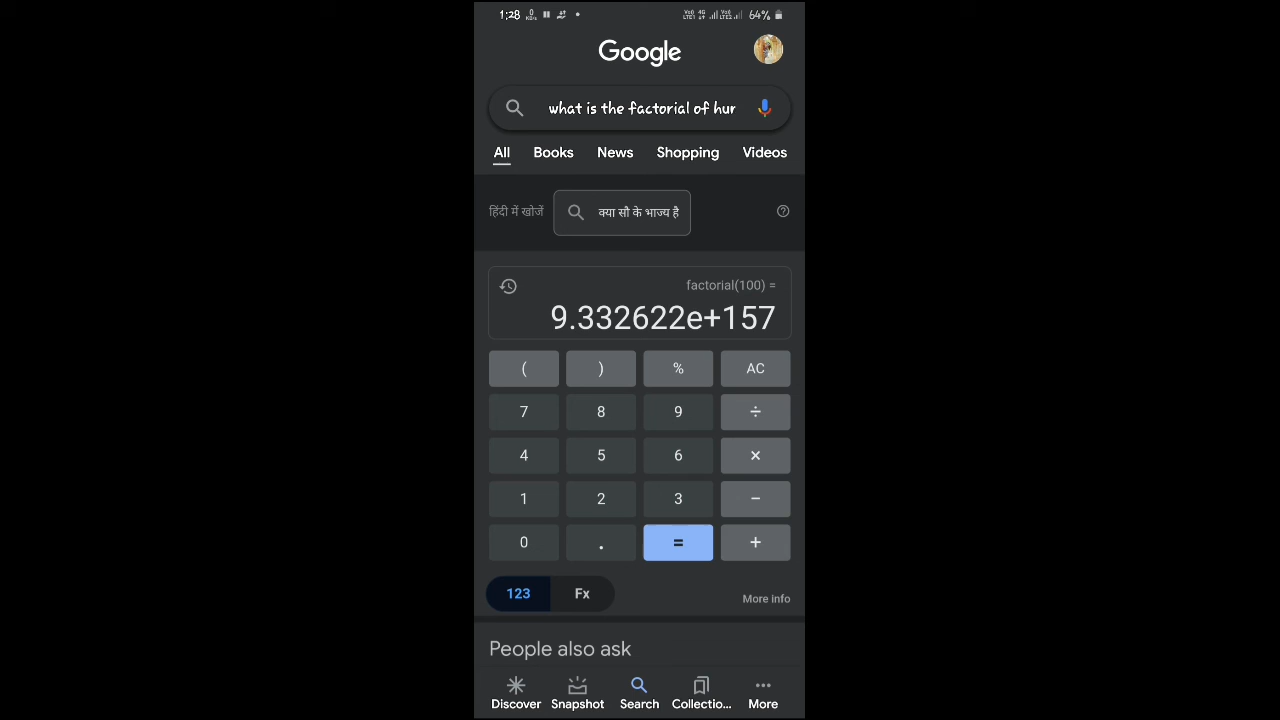 1:28 64%
Google
what is the factorial of hur
All Books News Shopping Videos
हिंदी में खोजें क्या सौ के भाज्य है
factorial(100) =
9.332622e+157
( ) % AC
7 8 9 ÷
4 5 6 ×
1 2 3 −
0 . = +
123 Fx More info
People also ask
Discover Snapshot Search Collectio... More